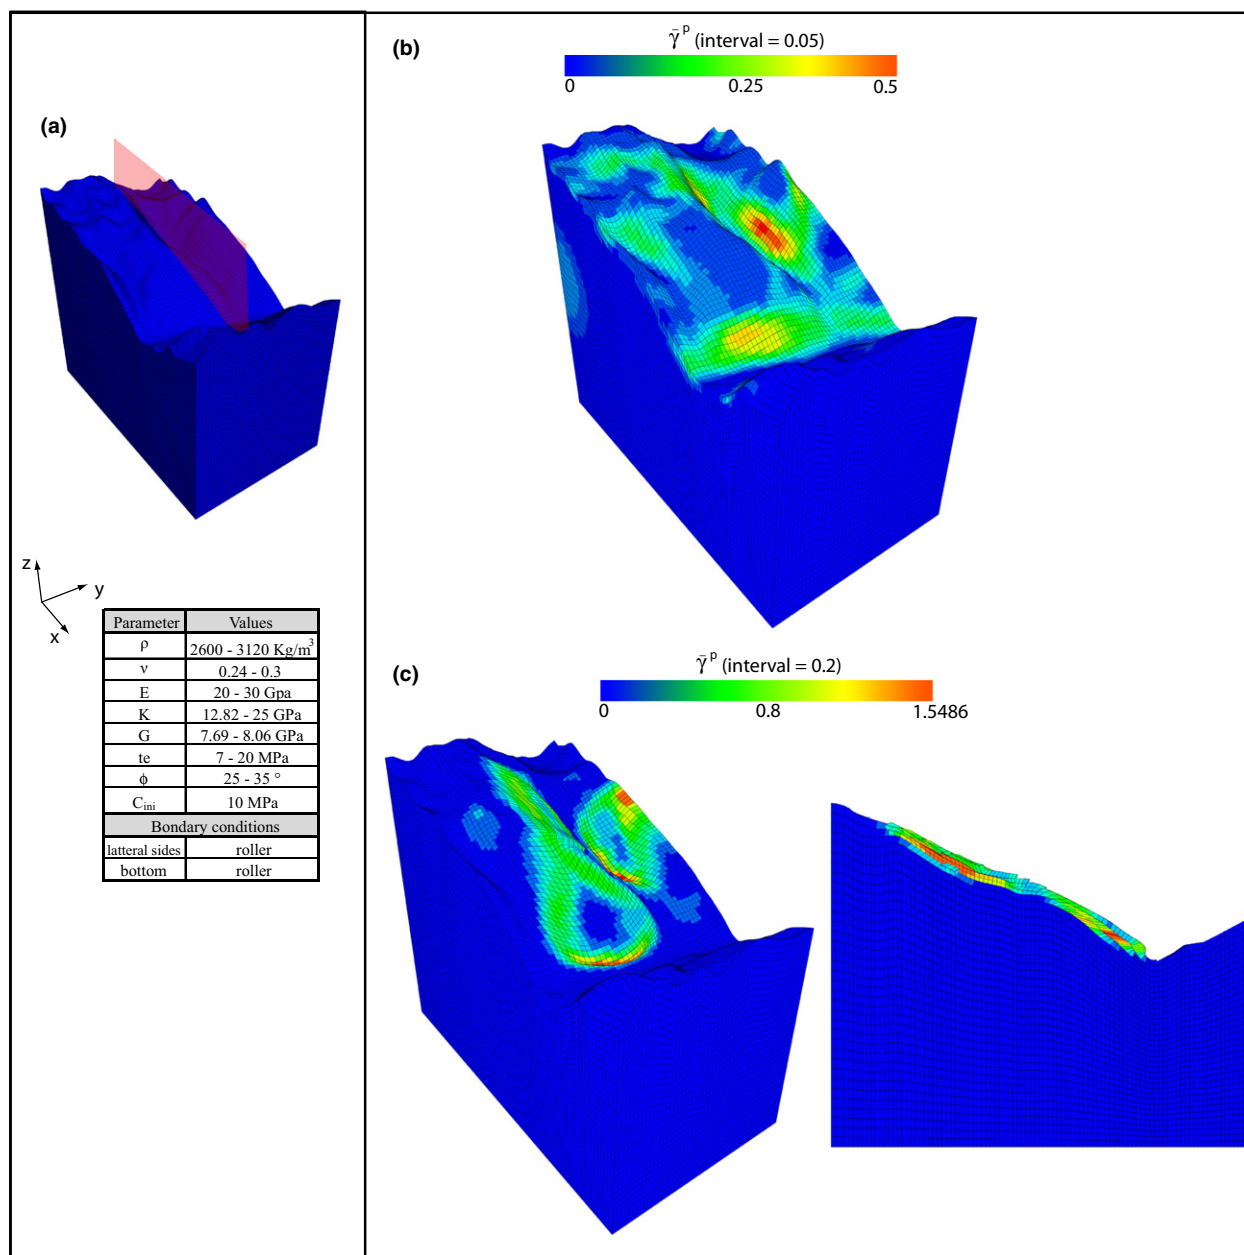 (a)
z
y
x
Parameter Values
ρ 2600 - 3120 Kg/m³
ν 0.24 - 0.3
E 20 - 30 Gpa
K 12.82 - 25 GPa
G 7.69 - 8.06 GPa
te 7 - 20 MPa
ϕ 25 - 35 °
C_ini 10 MPa
Bondary conditions
latteral sides roller
bottom roller
(b)
γ̄ ᵖ (interval = 0.05)
0 0.25 0.5
(c)
γ̄ ᵖ (interval = 0.2)
0 0.8 1.5486